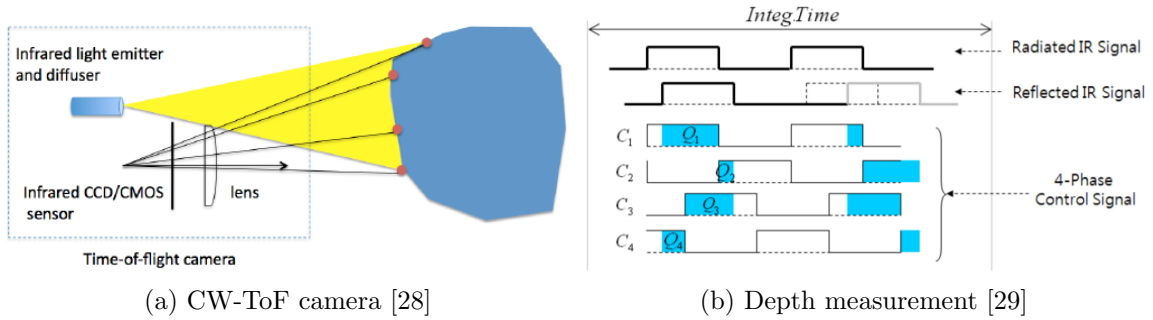 Infrared light emitter
and diffuser
Infrared CCD/CMOS
sensor
lens
Time-of-flight camera
(a) CW-ToF camera [28]
Integ.Time
Radiated IR Signal
Reflected IR Signal
C1 Q1
C2 Q2
C3 Q3
C4 Q4
4-Phase
Control Signal
(b) Depth measurement [29]